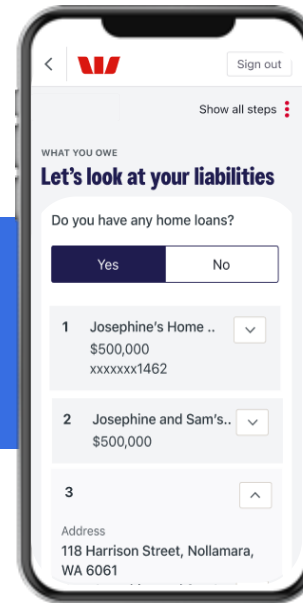 Sign out
Show all steps
WHAT YOU OWE
Let's look at your liabilities
Do you have any home loans?
Yes No
1 Josephine's Home ..
$500,000
xxxxxxx1462
2 Josephine and Sam's..
$500,000
3
Address
118 Harrison Street, Nollamara,
WA 6061